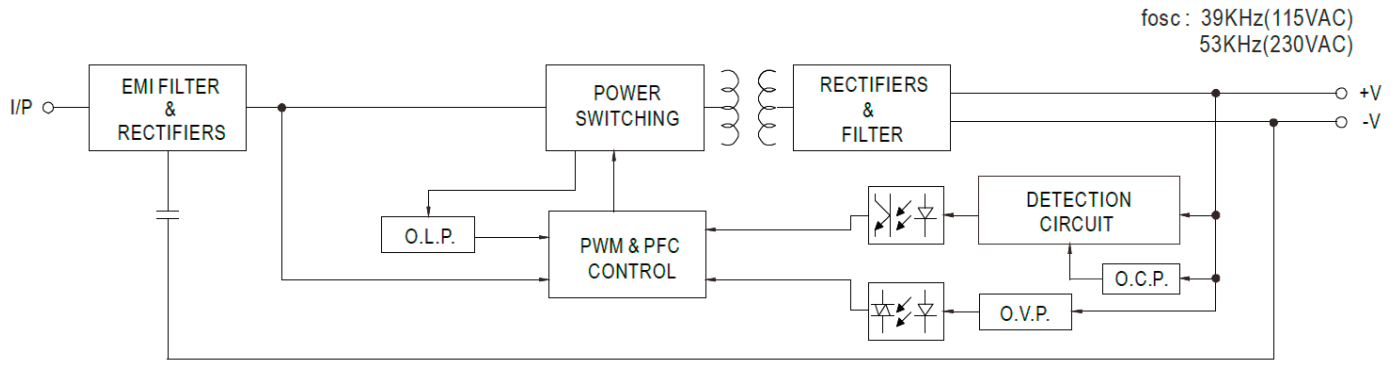 fosc : 39KHz(115VAC)
53KHz(230VAC)
I/P
EMI FILTER
&
RECTIFIERS
POWER
SWITCHING
RECTIFIERS
&
FILTER
+V
-V
O.L.P.
PWM & PFC
CONTROL
DETECTION
CIRCUIT
O.C.P.
O.V.P.